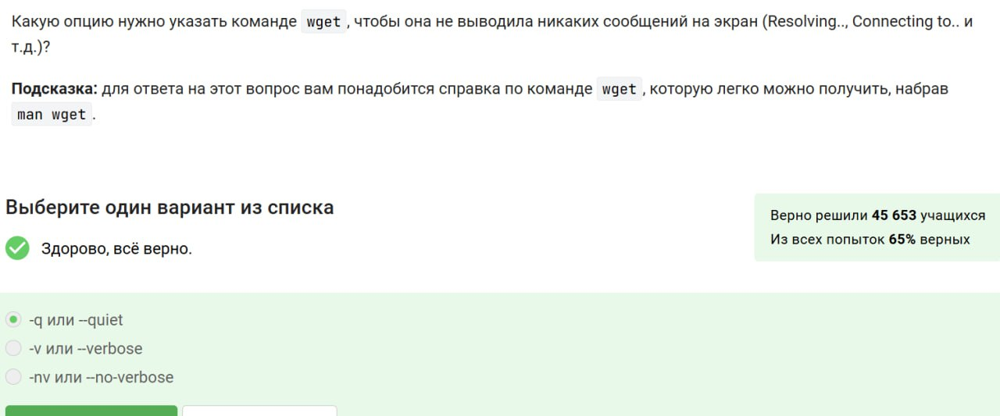 Какую опцию нужно указать команде wget, чтобы она не выводила никаких сообщений на экран (Resolving.., Connecting to.. и
т.д.)?
Подсказка: для ответа на этот вопрос вам понадобится справка по команде wget, которую легко можно получить, набрав
man wget.
Выберите один вариант из списка
Верно решили 45 653 учащихся
Из всех попыток 65% верных
Здорово, всё верно.
-q или --quiet
-v или --verbose
-nv или --no-verbose